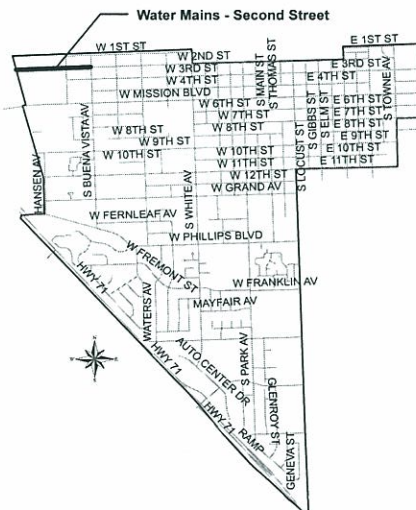 Water Mains - Second Street
E 1ST ST
W 1ST ST
W 2ND ST
W 3RD ST
W 4TH ST
W MISSION BLVD
W 6TH ST
W 7TH ST
W 8TH ST
W 8TH ST
W 9TH ST
W 10TH ST
W 10TH ST
W 11TH ST
W 12TH ST
W GRAND AV
S MAIN ST
S THOMAS ST
E 3RD ST
E 4TH ST
E 6TH ST
E 7TH ST
E 8TH ST
E 9TH ST
E 10TH ST
E 11TH ST
S TOWNE AV
S GIBBS ST
S ELM ST
S LOCUST ST
HANSEN AV
S BUENA VISTA AV
S WHITE AV
W FERNLEAF AV
W PHILLIPS BLVD
W FREMONT ST
W FRANKLIN AV
MAYFAIR AV
WATERS AV
HWY 71
HWY 71
AUTO CENTER DR
S PARK AV
GLENROY ST
HWY 71
RAMP
GENEVA ST